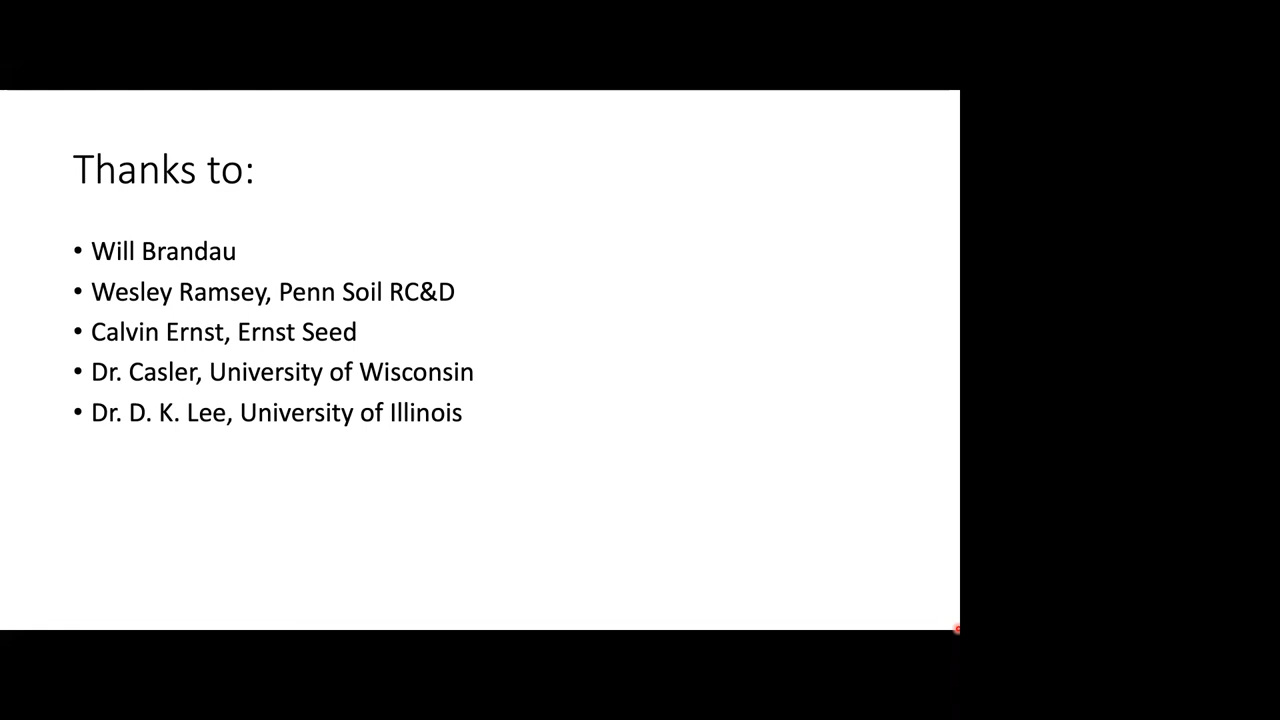 Thanks to:
• Will Brandau
• Wesley Ramsey, Penn Soil RC&D
• Calvin Ernst, Ernst Seed
• Dr. Casler, University of Wisconsin
• Dr. D. K. Lee, University of Illinois